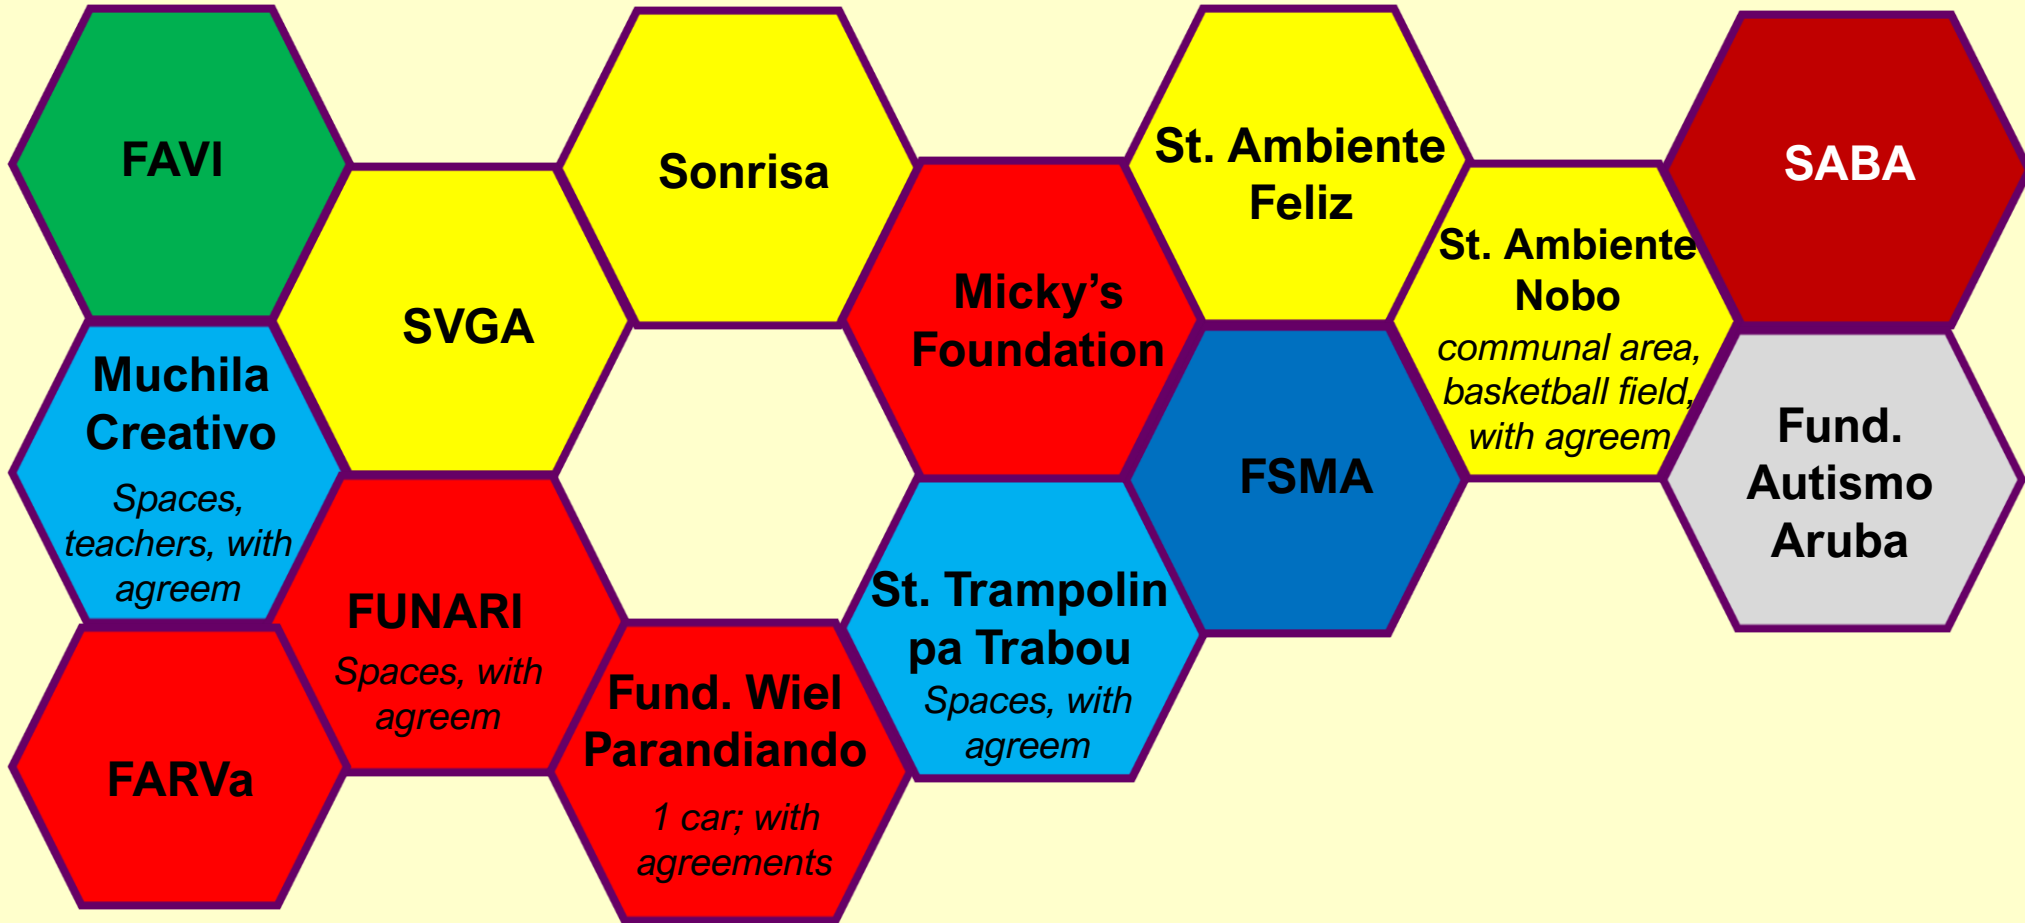 FAVI
Muchila
Creativo
Spaces,
teachers, with
agreem
FARVa
SVGA
FUNARI
Spaces, with
agreem
Sonrisa
Fund. Wiel
Parandiando
1 car; with
agreements
Micky’s
Foundation
St. Trampolin
pa Trabou
Spaces, with
agreem
St. Ambiente
Feliz
FSMA
St. Ambiente
Nobo
communal area,
basketball field,
with agreem
SABA
Fund.
Autismo
Aruba